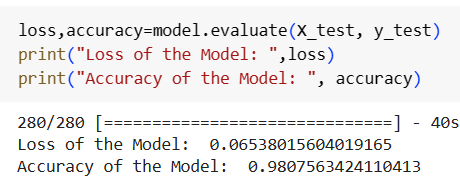 loss,accuracy=model.evaluate(X_test, y_test)
print("Loss of the Model: ",loss)
print("Accuracy of the Model: ", accuracy)
280/280 [==============================] - 40s
Loss of the Model:  0.06538015604019165
Accuracy of the Model:  0.9807563424110413